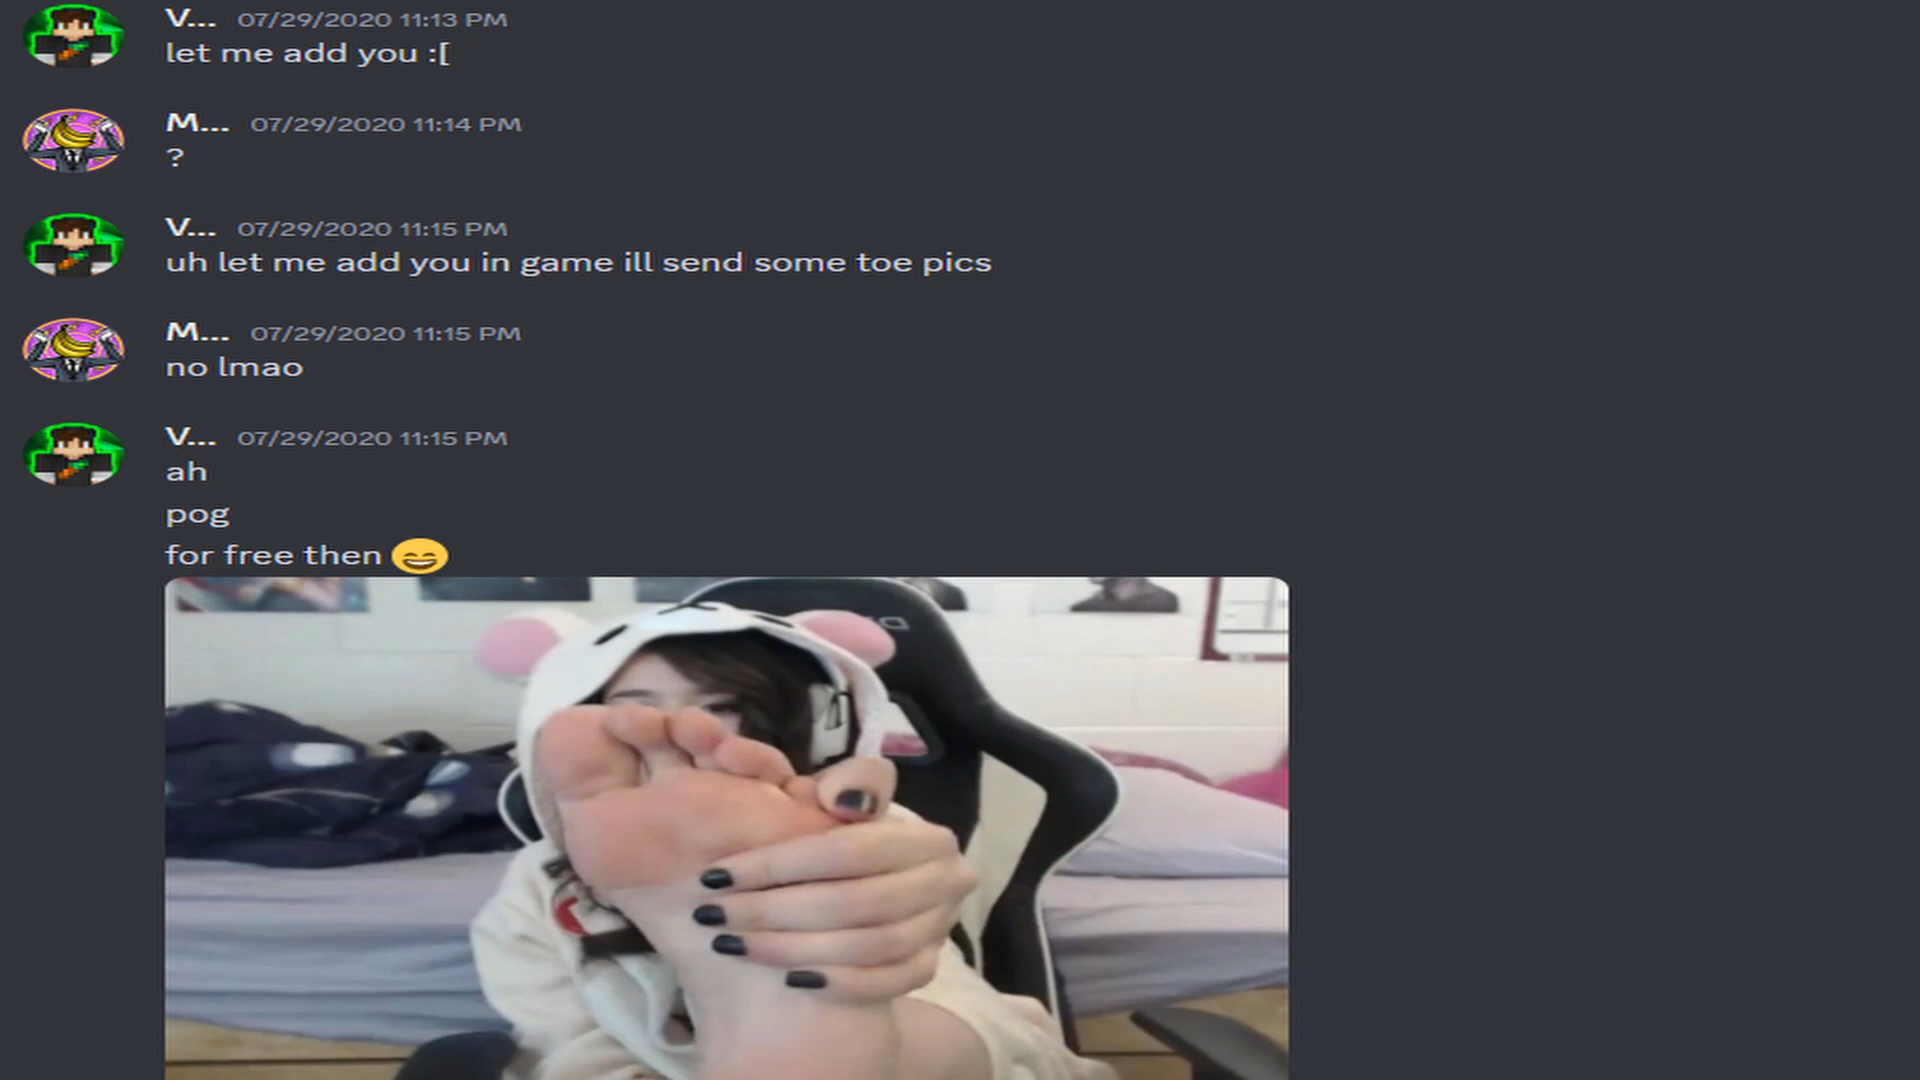 V... 07/29/2020 11:13 PM
let me add you :[
M... 07/29/2020 11:14 PM
?
V... 07/29/2020 11:15 PM
uh let me add you in game ill send some toe pics
M... 07/29/2020 11:15 PM
no lmao
V... 07/29/2020 11:15 PM
ah
pog
for free then 😄